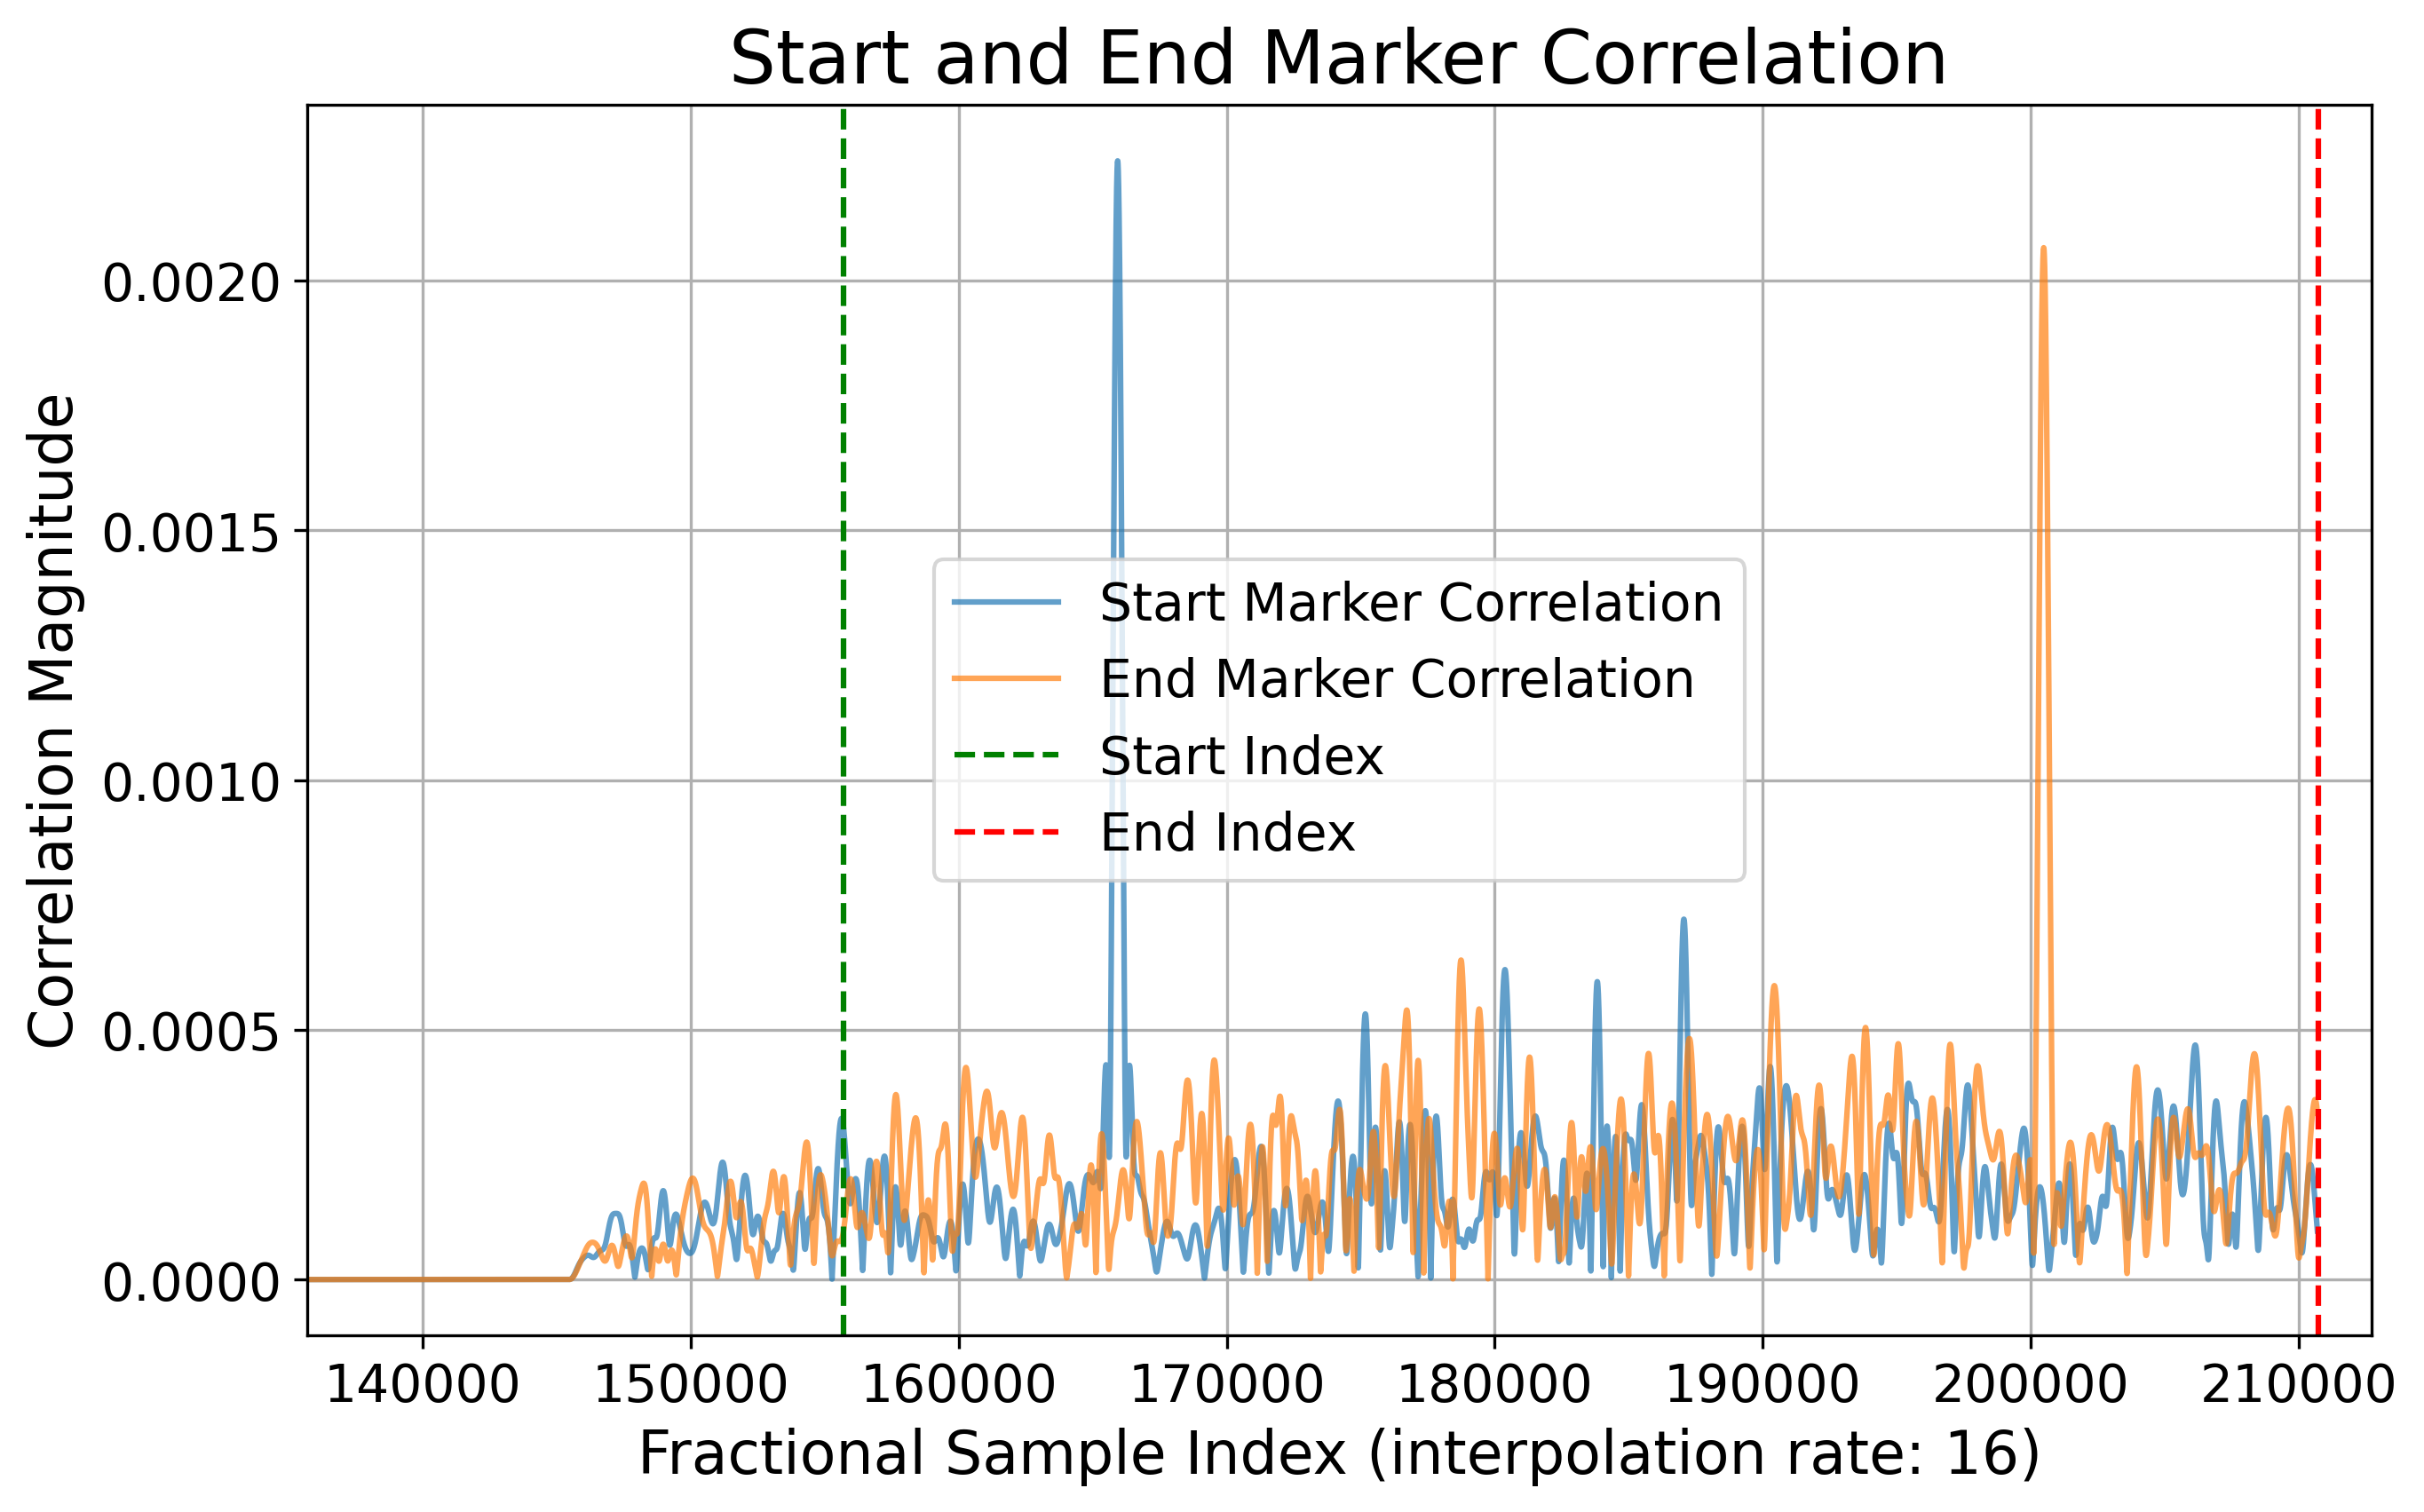 Start and End Marker Correlation
Correlation Magnitude
0.0020
0.0015
0.0010
0.0005
0.0000
Start Marker Correlation
End Marker Correlation
Start Index
End Index
140000 150000 160000 170000 180000 190000 200000 210000
Fractional Sample Index (interpolation rate: 16)